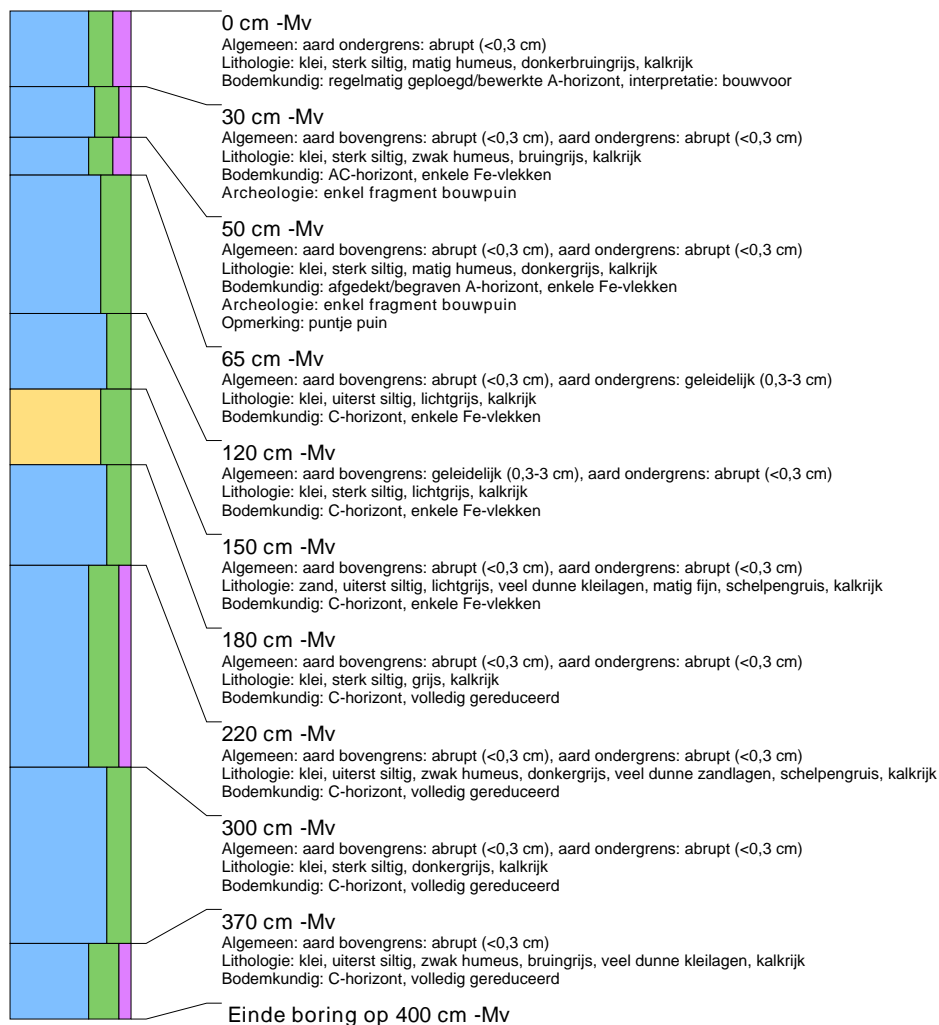 0 cm -Mv
Algemeen: aard ondergrens: abrupt (<0,3 cm)
Lithologie: klei, sterk siltig, matig humeus, donkerbruingrijs, kalkrijk
Bodemkundig: regelmatig geploegd/bewerkte A-horizont, interpretatie: bouwvoor
30 cm -Mv
Algemeen: aard bovengrens: abrupt (<0,3 cm), aard ondergrens: abrupt (<0,3 cm)
Lithologie: klei, sterk siltig, zwak humeus, bruingrijs, kalkrijk
Bodemkundig: AC-horizont, enkele Fe-vlekken
Archeologie: enkel fragment bouwpuin
50 cm -Mv
Algemeen: aard bovengrens: abrupt (<0,3 cm), aard ondergrens: abrupt (<0,3 cm)
Lithologie: klei, sterk siltig, matig humeus, donkergrijs, kalkrijk
Bodemkundig: afgedekt/begraven A-horizont, enkele Fe-vlekken
Archeologie: enkel fragment bouwpuin
Opmerking: puntje puin
65 cm -Mv
Algemeen: aard bovengrens: abrupt (<0,3 cm), aard ondergrens: geleidelijk (0,3-3 cm)
Lithologie: klei, uiterst siltig, lichtgrijs, kalkrijk
Bodemkundig: C-horizont, enkele Fe-vlekken
120 cm -Mv
Algemeen: aard bovengrens: geleidelijk (0,3-3 cm), aard ondergrens: abrupt (<0,3 cm)
Lithologie: klei, sterk siltig, lichtgrijs, kalkrijk
Bodemkundig: C-horizont, enkele Fe-vlekken
150 cm -Mv
Algemeen: aard bovengrens: abrupt (<0,3 cm), aard ondergrens: abrupt (<0,3 cm)
Lithologie: zand, uiterst siltig, lichtgrijs, veel dunne kleilagen, matig fijn, schelpengruis, kalkrijk
Bodemkundig: C-horizont, enkele Fe-vlekken
180 cm -Mv
Algemeen: aard bovengrens: abrupt (<0,3 cm), aard ondergrens: abrupt (<0,3 cm)
Lithologie: klei, sterk siltig, grijs, kalkrijk
Bodemkundig: C-horizont, volledig gereduceerd
220 cm -Mv
Algemeen: aard bovengrens: abrupt (<0,3 cm), aard ondergrens: abrupt (<0,3 cm)
Lithologie: klei, uiterst siltig, zwak humeus, donkergrijs, veel dunne zandlagen, schelpengruis, kalkrijk
Bodemkundig: C-horizont, volledig gereduceerd
300 cm -Mv
Algemeen: aard bovengrens: abrupt (<0,3 cm), aard ondergrens: abrupt (<0,3 cm)
Lithologie: klei, sterk siltig, donkergrijs, kalkrijk
Bodemkundig: C-horizont, volledig gereduceerd
370 cm -Mv
Algemeen: aard bovengrens: abrupt (<0,3 cm)
Lithologie: klei, uiterst siltig, zwak humeus, bruingrijs, veel dunne kleilagen, kalkrijk
Bodemkundig: C-horizont, volledig gereduceerd
Einde boring op 400 cm -Mv